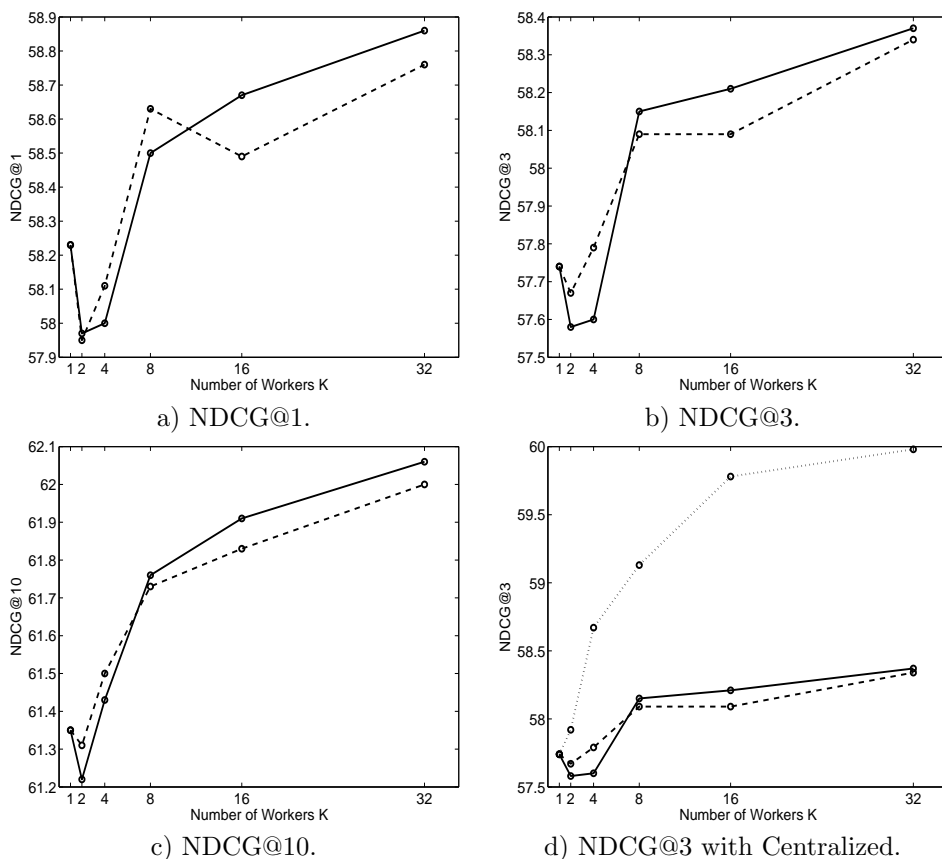 58.9
58.8
58.7
58.6
58.5
58.4
58.3
58.2
58.1
58
57.9
NDCG@1
1 2 4 8 16 32
Number of Workers K
a) NDCG@1.
58.4
58.3
58.2
58.1
58
57.9
57.8
57.7
57.6
57.5
NDCG@3
1 2 4 8 16 32
Number of Workers K
b) NDCG@3.
62.1
62
61.9
61.8
61.7
61.6
61.5
61.4
61.3
61.2
NDCG@10
1 2 4 8 16 32
Number of Workers K
c) NDCG@10.
60
59.5
59
58.5
58
57.5
NDCG@3
1 2 4 8 16 32
Number of Workers K
d) NDCG@3 with Centralized.